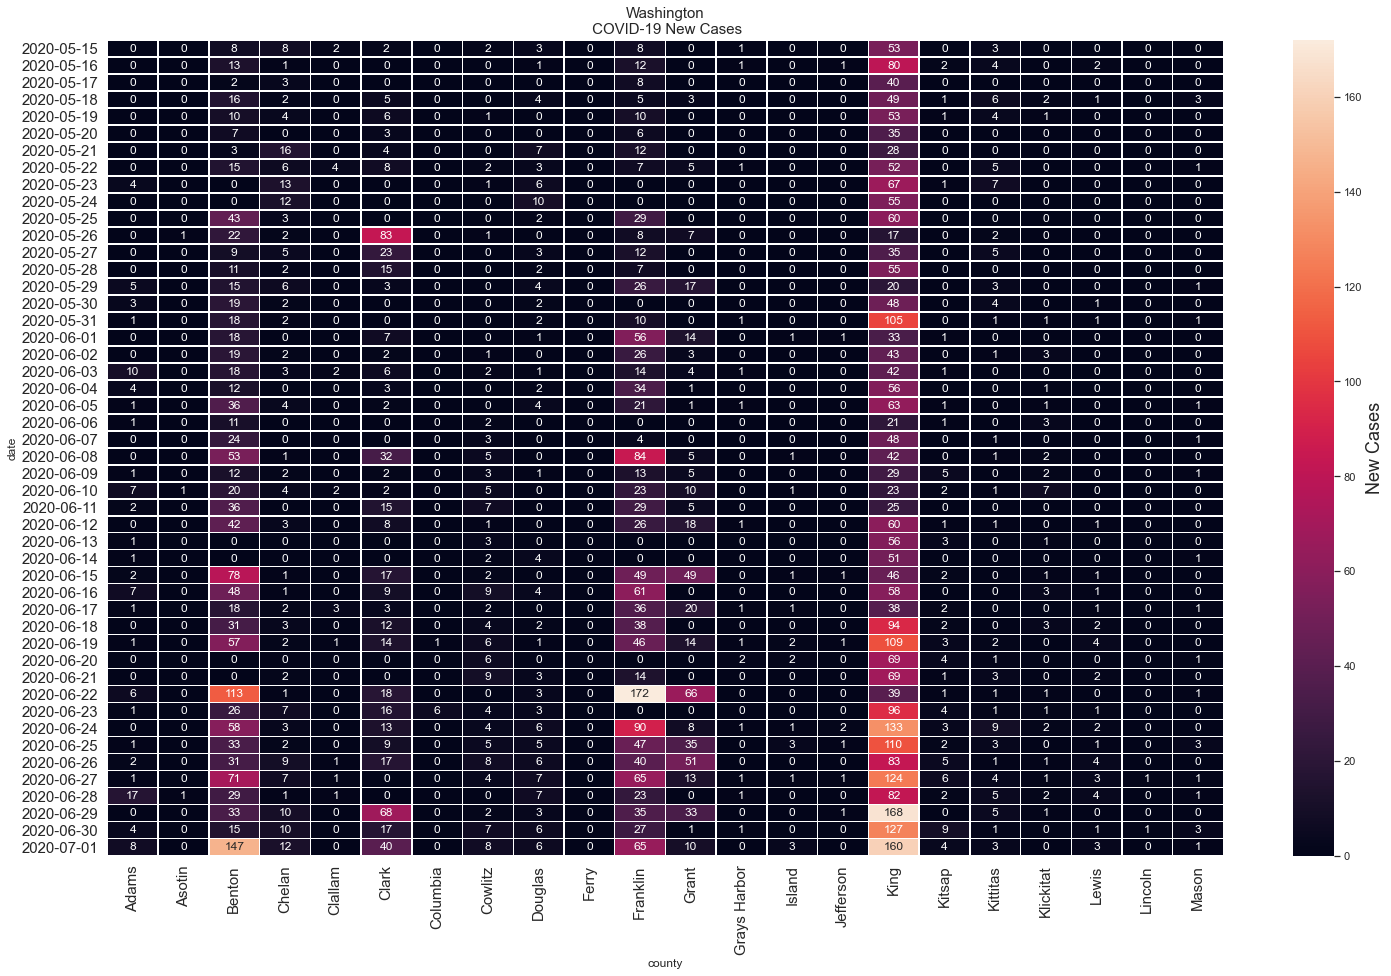 Washington
COVID-19 New Cases
2020-05-15 0 0 8 8 2 2 0 2 3 0 8 0 1 0 0 53 0 3 0 0 0 0
2020-05-16 0 0 13 1 0 0 0 0 1 0 12 0 1 0 1 80 2 4 0 2 0 0
2020-05-17 0 0 2 3 0 0 0 0 0 0 8 0 0 0 0 40 0 0 0 0 0 0
2020-05-18 0 0 16 2 0 5 0 0 4 0 5 3 0 0 0 49 1 6 2 1 0 3
2020-05-19 0 0 10 4 0 6 0 1 0 0 10 0 0 0 0 53 1 4 1 0 0 0
2020-05-20 0 0 7 0 0 3 0 0 0 0 6 0 0 0 0 35 0 0 0 0 0 0
2020-05-21 0 0 3 16 0 4 0 0 7 0 12 0 0 0 0 28 0 0 0 0 0 0
2020-05-22 0 0 15 6 4 8 0 2 3 0 7 5 1 0 0 52 0 5 0 0 0 1
2020-05-23 4 0 0 13 0 0 0 1 6 0 0 0 0 0 0 67 1 7 0 0 0 0
2020-05-24 0 0 0 12 0 0 0 0 10 0 0 0 0 0 0 55 0 0 0 0 0 0
2020-05-25 0 0 43 3 0 0 0 0 2 0 29 0 0 0 0 60 0 0 0 0 0 0
2020-05-26 0 1 22 2 0 83 0 1 0 0 8 7 0 0 0 17 0 2 0 0 0 0
2020-05-27 0 0 9 5 0 23 0 0 3 0 12 0 0 0 0 35 0 5 0 0 0 0
2020-05-28 0 0 11 2 0 15 0 0 2 0 7 0 0 0 0 55 0 0 0 0 0 0
2020-05-29 5 0 15 6 0 3 0 0 4 0 26 17 0 0 0 20 0 3 0 0 0 1
2020-05-30 3 0 19 2 0 0 0 0 2 0 0 0 0 0 0 48 0 4 0 1 0 0
2020-05-31 1 0 18 2 0 0 0 0 2 0 10 0 1 0 0 105 0 1 1 1 0 1
2020-06-01 0 0 18 0 0 7 0 0 1 0 56 14 0 1 1 33 1 0 0 0 0 0
2020-06-02 0 0 19 2 0 2 0 1 0 0 26 3 0 0 0 43 0 1 3 0 0 0
2020-06-03 10 0 18 3 2 6 0 2 1 0 14 4 1 0 0 42 1 0 0 0 0 0
2020-06-04 4 0 12 0 0 3 0 0 2 0 34 1 0 0 0 56 0 0 1 0 0 0
2020-06-05 1 0 36 4 0 2 0 0 4 0 21 1 1 0 0 63 1 0 1 0 0 1
2020-06-06 1 0 11 0 0 2 0 0 0 0 0 0 0 0 0 21 1 0 3 0 0 0
2020-06-07 0 0 24 0 0 0 0 3 0 0 4 0 0 0 0 48 0 1 0 0 0 1
2020-06-08 0 0 53 1 0 32 0 5 0 0 84 5 0 1 0 42 0 1 2 0 0 0
2020-06-09 1 0 12 2 0 2 0 3 1 0 13 5 0 0 0 29 5 0 2 0 0 1
2020-06-10 7 1 20 4 2 2 0 5 0 0 23 10 0 1 0 23 2 1 7 0 0 0
2020-06-11 2 0 36 0 0 15 0 7 0 0 29 5 0 0 0 25 0 0 0 0 0 0
2020-06-12 0 0 42 3 0 8 0 1 0 0 26 18 1 0 0 60 1 1 0 1 0 0
2020-06-13 1 0 0 0 0 0 0 3 0 0 0 0 0 0 0 56 3 0 1 0 0 0
2020-06-14 1 0 0 0 0 0 0 2 4 0 0 0 0 0 0 51 0 0 0 0 0 1
2020-06-15 2 0 78 1 0 17 0 2 0 0 49 49 0 1 1 46 2 0 1 1 0 0
2020-06-16 7 0 48 1 0 9 0 9 4 0 61 0 0 0 0 58 0 0 3 1 0 0
2020-06-17 1 0 18 2 3 3 0 2 0 0 36 20 1 1 0 38 2 0 0 1 0 1
2020-06-18 0 0 31 3 0 12 0 4 2 0 38 0 0 0 0 94 2 0 3 2 0 0
2020-06-19 1 0 57 2 1 14 1 6 1 0 46 14 1 2 1 109 3 2 0 4 0 0
2020-06-20 1 0 0 0 0 0 0 6 0 0 0 0 2 2 0 69 4 1 0 0 0 1
2020-06-21 0 0 0 2 0 0 0 9 3 0 14 0 0 0 0 69 1 3 0 2 0 0
2020-06-22 6 0 113 1 0 18 0 0 3 0 172 66 0 0 0 39 1 1 1 0 0 1
2020-06-23 1 0 26 7 0 16 6 4 3 0 0 0 0 0 0 96 4 1 1 1 0 0
2020-06-24 0 0 58 3 0 13 0 4 6 0 90 8 1 1 2 133 3 9 2 2 0 0
2020-06-25 1 0 33 2 0 9 0 5 5 0 47 35 0 3 1 110 2 3 0 1 0 3
2020-06-26 2 0 31 9 1 17 0 8 6 0 40 51 0 0 0 83 5 1 1 4 0 0
2020-06-27 1 0 71 7 1 0 0 4 7 0 65 13 1 1 1 124 6 4 1 3 1 1
2020-06-28 17 1 29 1 1 0 0 0 7 0 23 0 1 0 0 82 2 5 2 4 0 1
2020-06-29 0 0 33 10 0 68 0 2 3 0 35 33 0 0 1 168 0 5 1 0 0 0
2020-06-30 4 0 15 10 0 17 0 7 6 0 27 1 1 0 0 127 9 1 0 1 1 3
2020-07-01 8 0 147 12 0 40 0 8 6 0 65 10 0 3 0 160 4 3 0 3 0 1
date
Adams Asotin Benton Chelan Clallam Clark Columbia Cowlitz Douglas Ferry Franklin Grant Grays Harbor Island Jefferson King Kitsap Kittitas Klickitat Lewis Lincoln Mason
county
160
140
120
100
80
60
40
20
0
New Cases